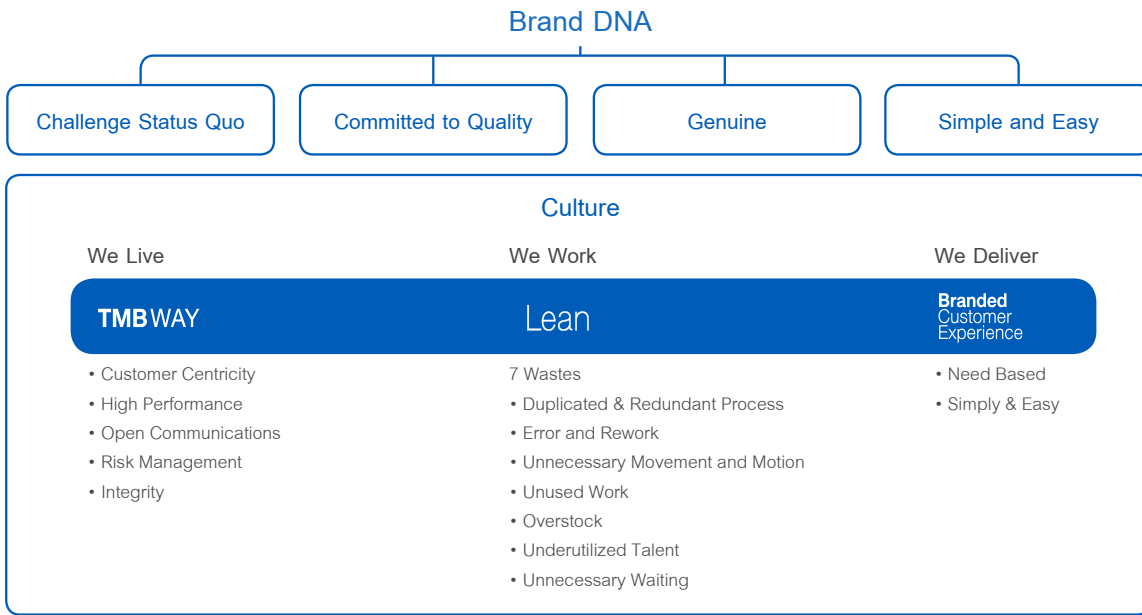 Brand DNA
Challenge Status Quo
Committed to Quality
Genuine
Simple and Easy
Culture
We Live
TMBWAY
• Customer Centricity
• High Performance
• Open Communications
• Risk Management
• Integrity
We Work
Lean
7 Wastes
• Duplicated & Redundant Process
• Error and Rework
• Unnecessary Movement and Motion
• Unused Work
• Overstock
• Underutilized Talent
• Unnecessary Waiting
We Deliver
Branded
Customer
Experience
• Need Based
• Simply & Easy